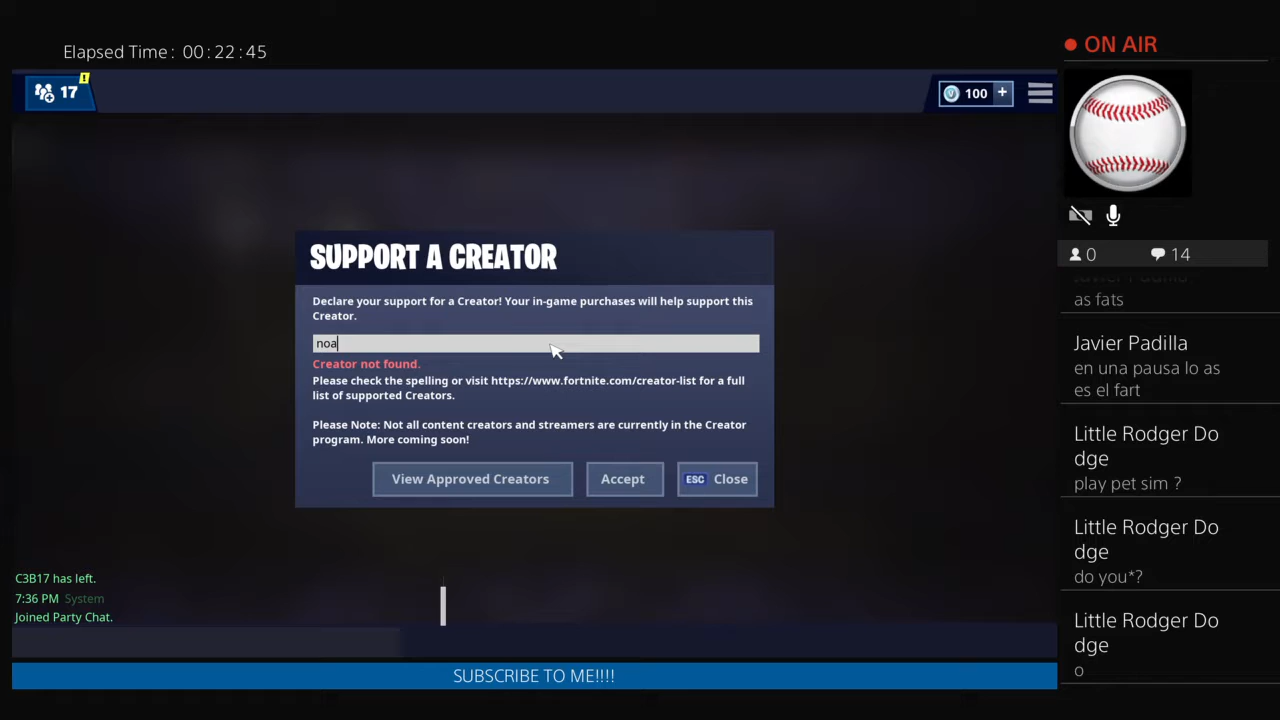 Elapsed Time: 00:22:45
ON AIR
! 
17
100 +
SUPPORT A CREATOR
Declare your support for a Creator! Your in-game purchases will help support this
Creator.
noa
Creator not found.
Please check the spelling or visit https://www.fortnite.com/creator-list for a full
list of supported Creators.
Please Note: Not all content creators and streamers are currently in the Creator
program. More coming soon!
View Approved Creators
Accept
ESC Close
C3B17 has left.
7:36 PM System
Joined Party Chat.
SUBSCRIBE TO ME!!!!
0
14
as fats
Javier Padilla
en una pausa lo as
es el fart
Little Rodger Do
dge
play pet sim ?
Little Rodger Do
dge
do you*?
Little Rodger Do
dge
o